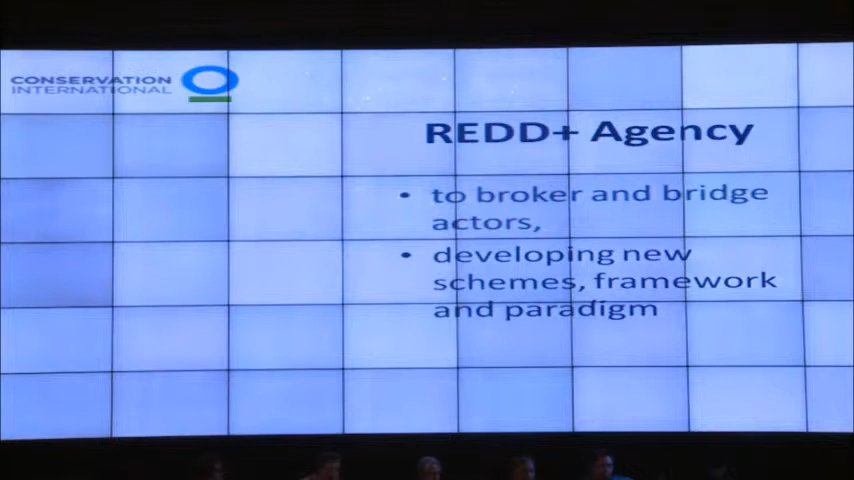 CONSERVATION
INTERNATIONAL
REDD+ Agency
• to broker and bridge
actors,
• developing new
schemes, framework
and paradigm